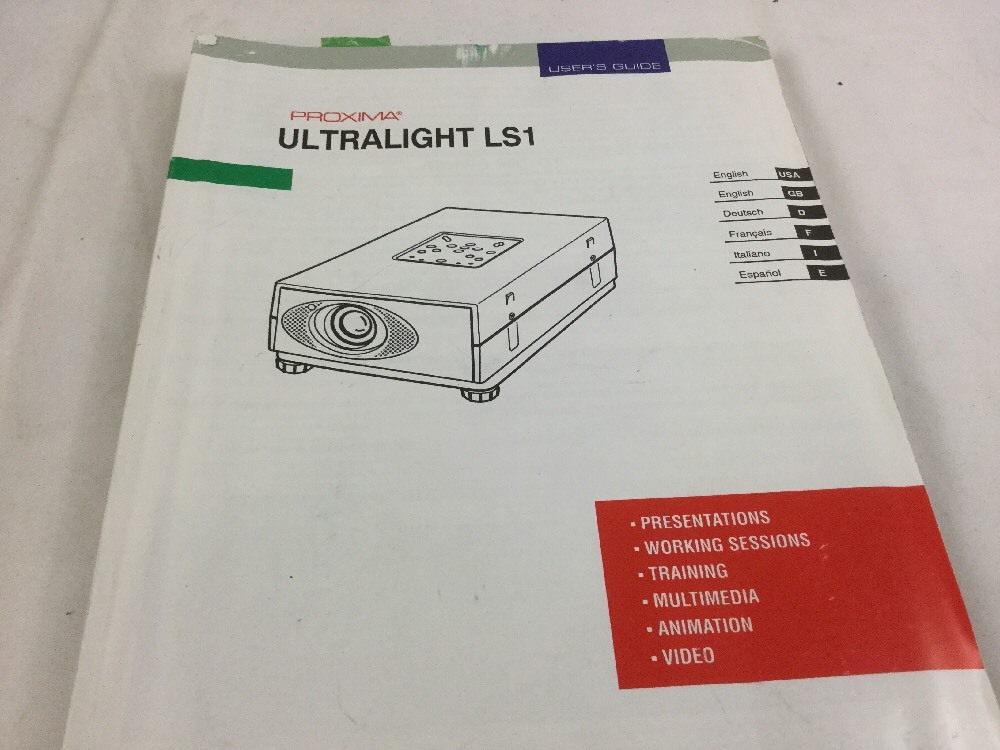 USER'S GUIDE
PROXIMA®
ULTRALIGHT LS1
English USA
English GB
Deutsch D
Français F
Italiano I
Español E
▪ PRESENTATIONS
▪ WORKING SESSIONS
▪ TRAINING
▪ MULTIMEDIA
▪ ANIMATION
▪ VIDEO